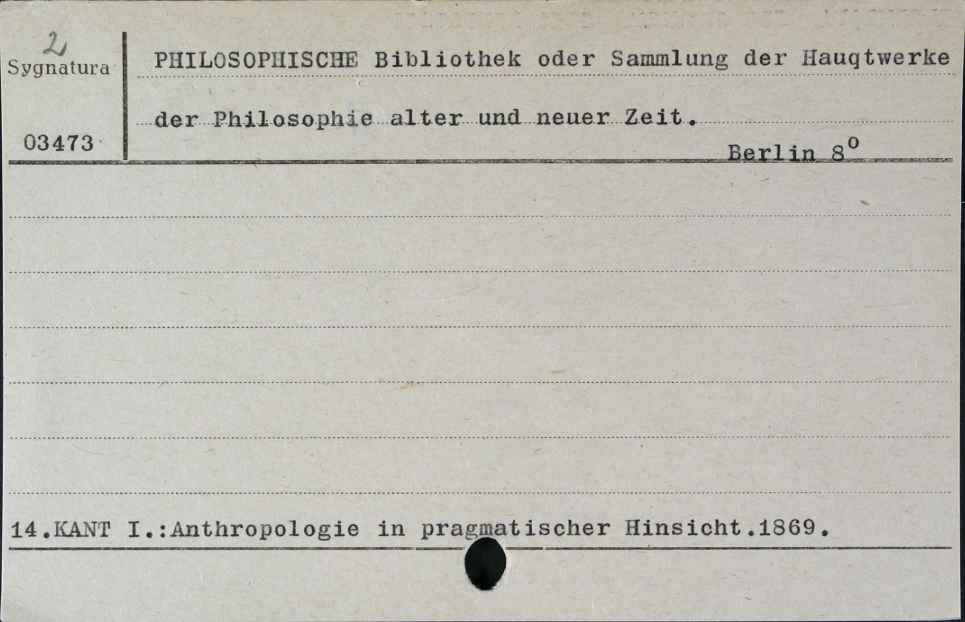 2
Sygnatura
PHILOSOPHISCHE Bibliothek oder Sammlung der Hauqtwerke
der Philosophie alter und neuer Zeit.
03473
Berlin 8⁰
14.KANT I.:Anthropologie in pragmatischer Hinsicht.1869.